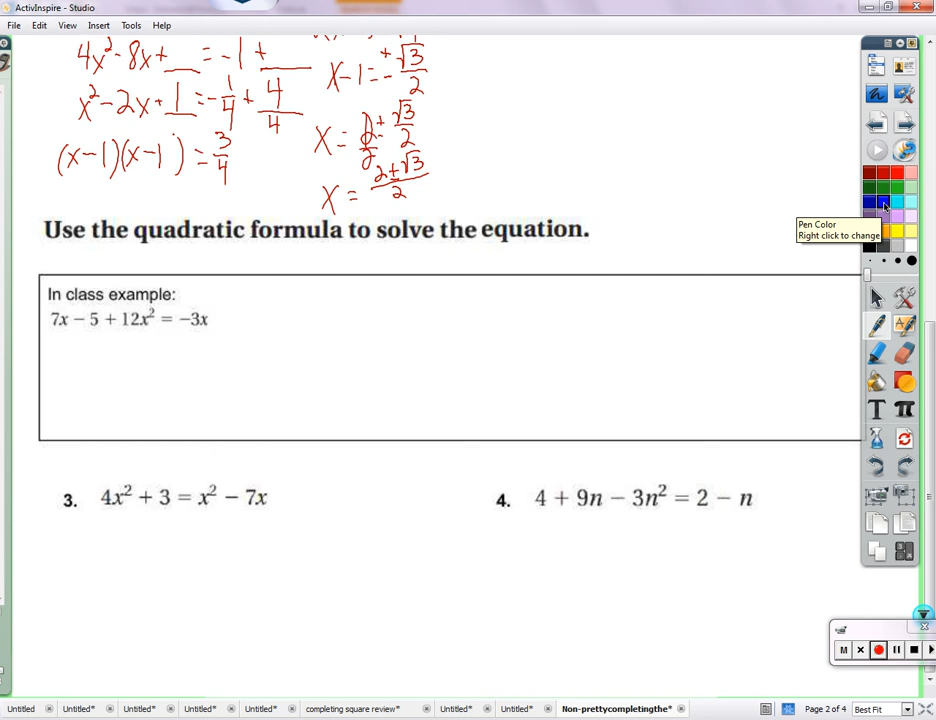 ActivInspire - Studio
File Edit View Insert Tools Help
4x² - 8x + __ = -1 + __
x² - 2x + 1 = -1/4 + 4/4
(x-1)(x-1) = 3/4
x-1 = ±√3/2
x = 2/2 ± √3/2
x = 2±√3/2
Use the quadratic formula to solve the equation.
Pen Color
Right click to change
In class example:
7x − 5 + 12x² = −3x
3. 4x² + 3 = x² − 7x
4. 4 + 9n − 3n² = 2 − n
M
Untitled Untitled* Untitled* Untitled* Untitled* completing square review* Untitled* Untitled* Non-prettycompletingthe* Page 2 of 4 Best Fit